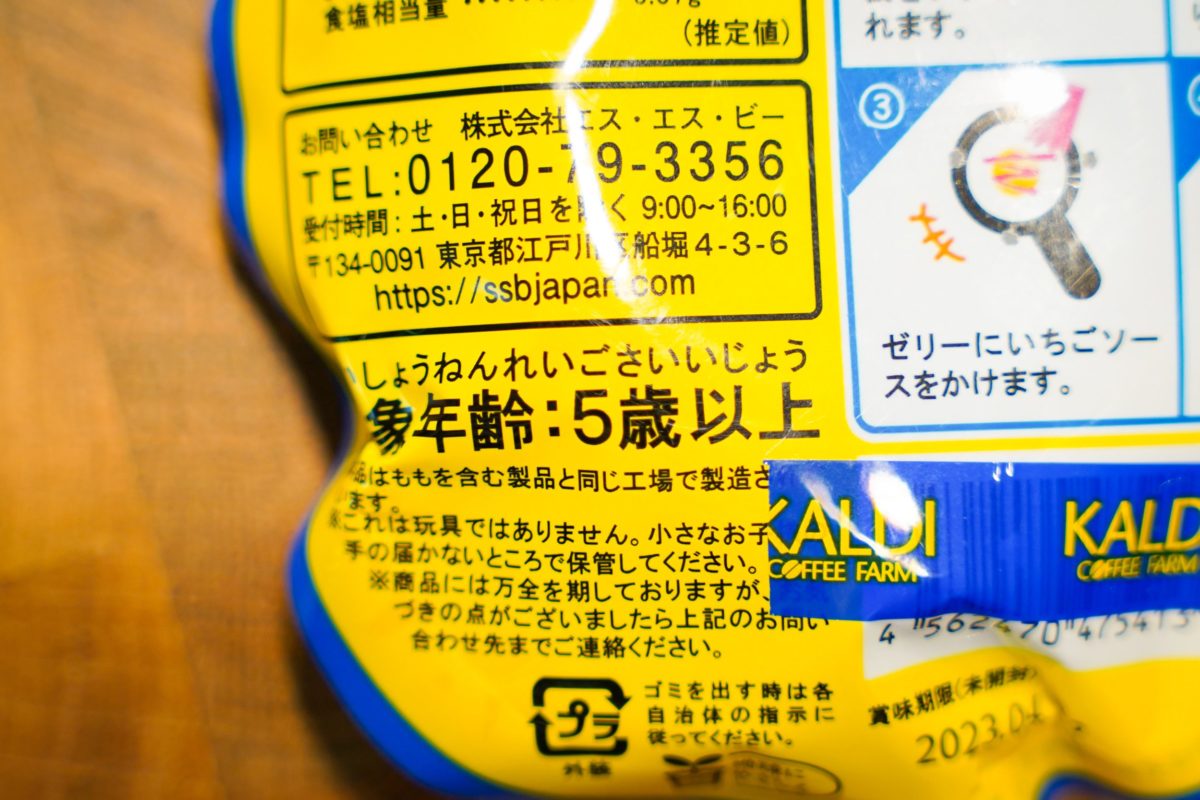 食塩相当量
(推定値)
お問い合わせ 株式会社エス・エス・ビー
TEL:0120-79-3356
受付時間:土・日・祝日を除く 9:00~16:00
〒134-0091 東京都江戸川区船堀4-3-6
https://ssbjapan.com
しょうねんれいごさいいじょう
象年齢:5歳以上
品はももを含む製品と同じ工場で製造さ
います。
※これは玩具ではありません。小さなお子
手の届かないところで保管してください。
※商品には万全を期しておりますが、
づきの点がございましたら上記のお問い
合わせ先までご連絡ください。
プラ
外装
ゴミを出す時は各
自治体の指示に
従ってください。
れます。
③
ゼリーにいちごソー
スをかけます。
KALDI
COFFEE FARM
KALD
COFFEE FARM
賞味期限(未開封)
2023.04